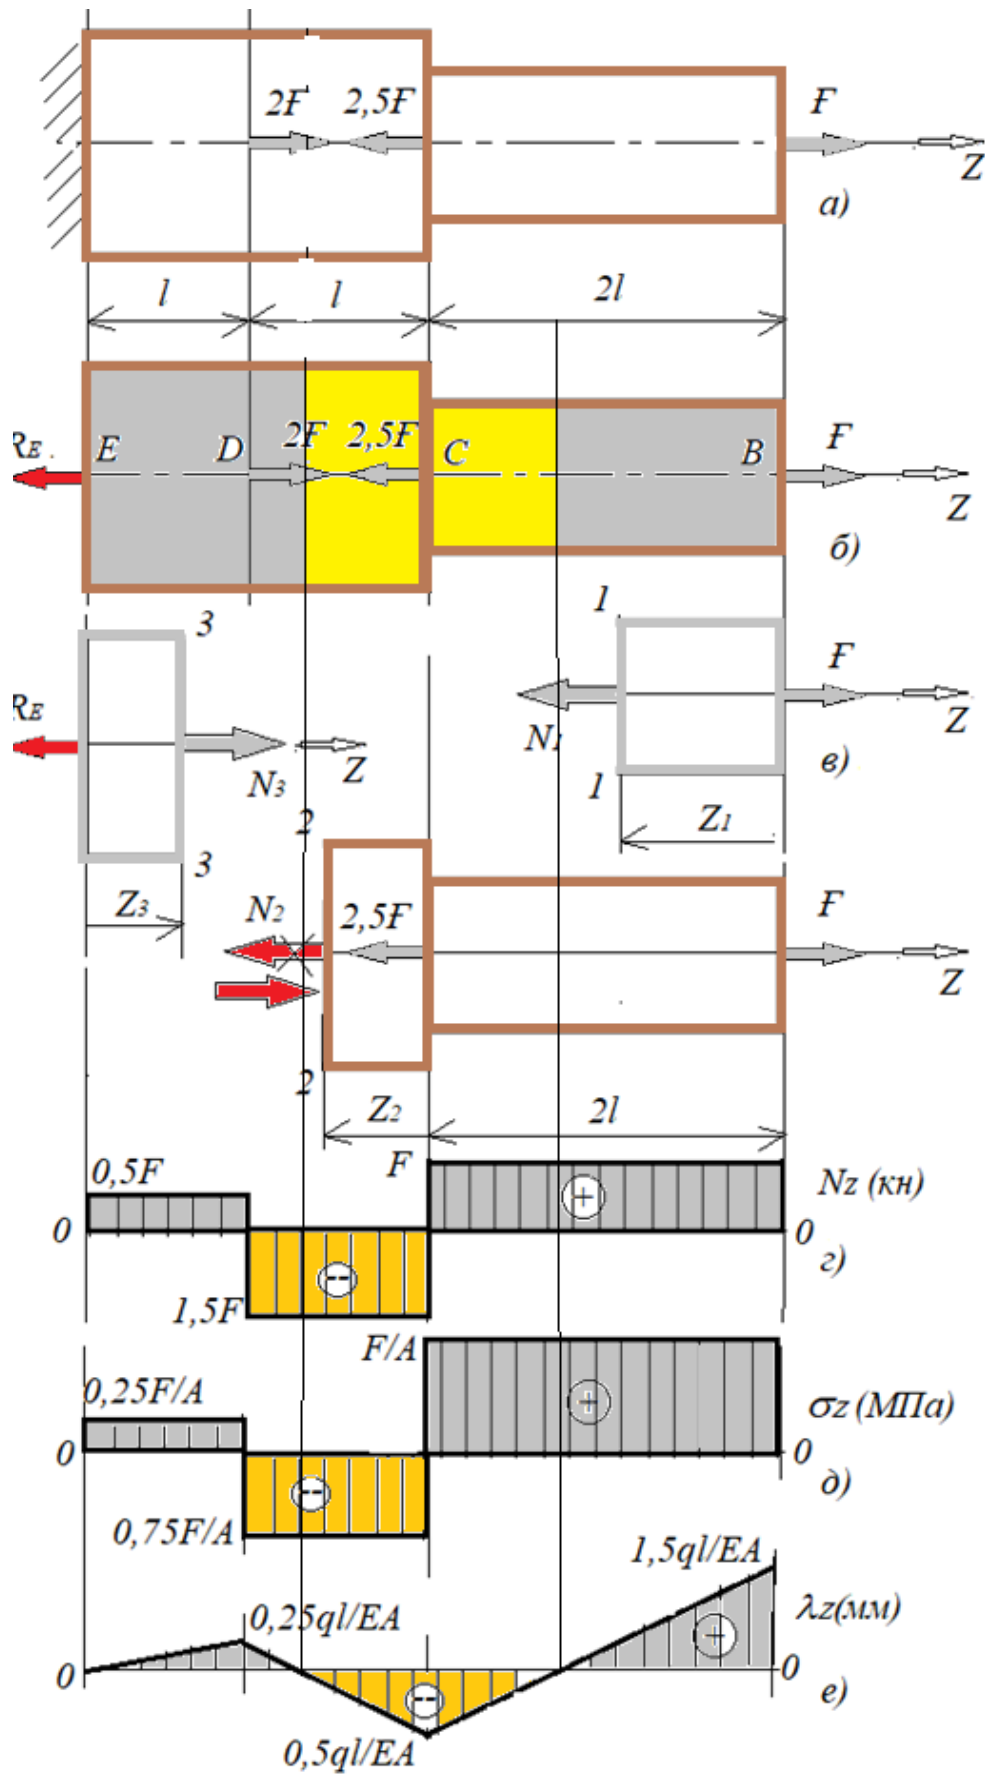 2F 2,5F F
Z
а)
l l 2l
RE E D 2F 2,5F C B F
Z
б)
1
3
F
RE
N1 Z
в)
N3 Z
1
Z1
2
3
Z3 N2 2,5F F
Z
2
Z2 2l
0,5F F Nz (кн)
+
0 0
г)
--
1,5F
F/A
0,25F/A
+
σz (МПа)
0 0
д)
--
0,75F/A
1,5ql/EA
0,25ql/EA λz(мм)
+
0 0
е)
--
0,5ql/EA